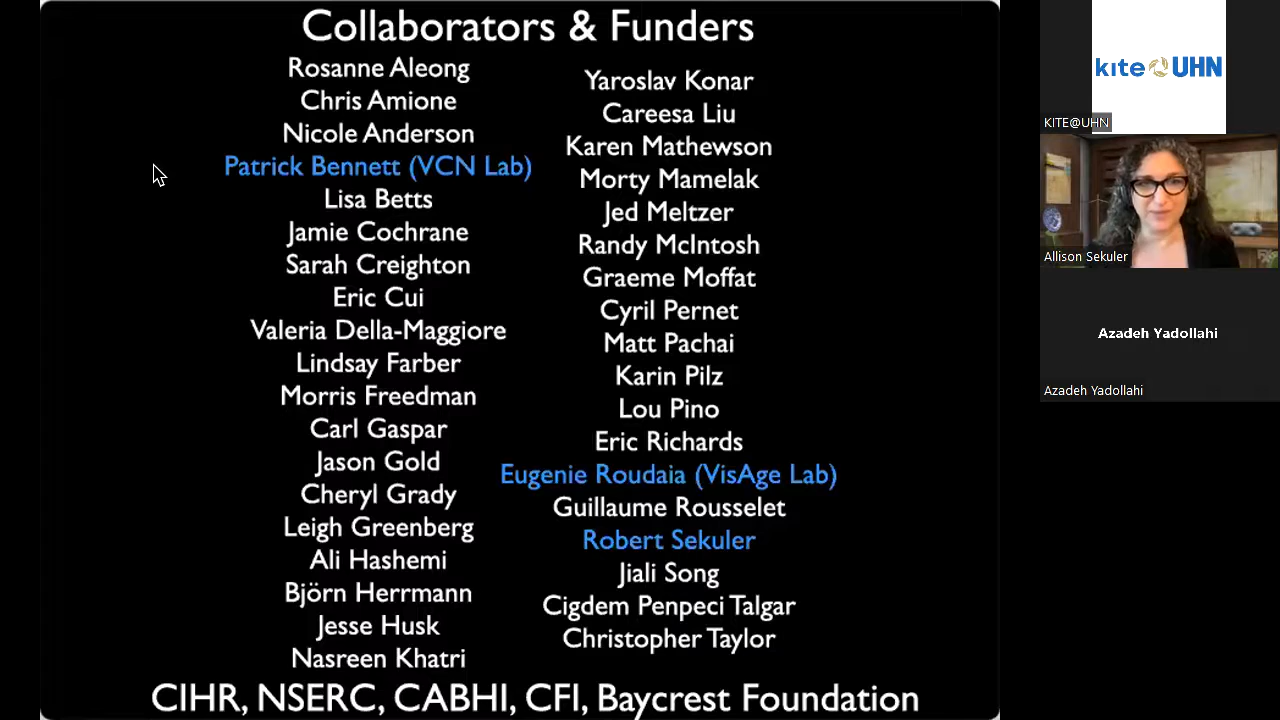 Collaborators & Funders
Rosanne Aleong
Chris Amione
Nicole Anderson
Patrick Bennett (VCN Lab)
Lisa Betts
Jamie Cochrane
Sarah Creighton
Eric Cui
Valeria Della-Maggiore
Lindsay Farber
Morris Freedman
Carl Gaspar
Jason Gold
Cheryl Grady
Leigh Greenberg
Ali Hashemi
Björn Herrmann
Jesse Husk
Nasreen Khatri
Yaroslav Konar
Careesa Liu
Karen Mathewson
Morty Mamelak
Jed Meltzer
Randy McIntosh
Graeme Moffat
Cyril Pernet
Matt Pachai
Karin Pilz
Lou Pino
Eric Richards
Eugenie Roudaia (VisAge Lab)
Guillaume Rousselet
Robert Sekuler
Jiali Song
Cigdem Penpeci Talgar
Christopher Taylor
CIHR, NSERC, CABHI, CFI, Baycrest Foundation
kite UHN
KITE@UHN
Allison Sekuler
Azadeh Yadollahi
Azadeh Yadollahi